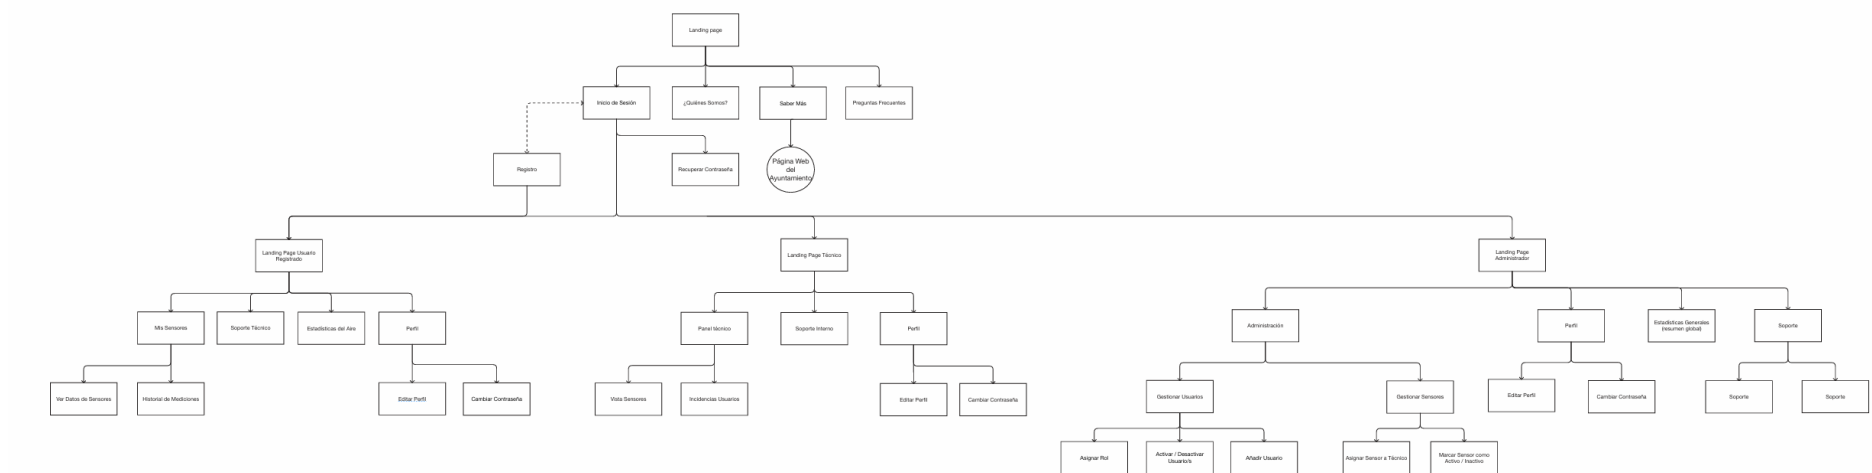 Landing page
Inicio de Sesión
¿Quiénes Somos?
Saber Más
Preguntas Frecuentes
Registro
Recuperar Contraseña
Página Web
del
Ayuntamiento
Landing Page Usuario
Registrado
Landing Page Técnico
Landing Page
Administrador
Mis Sensores
Soporte Técnico
Estadísticas del Aire
Perfil
Panel técnico
Soporte Interno
Perfil
Administración
Perfil
Estadísticas Generales
(resumen global)
Soporte
Ver Datos de Sensores
Historial de Mediciones
Editar Perfil
Cambiar Contraseña
Vista Sensores
Incidencias Usuarios
Editar Perfil
Cambiar Contraseña
Gestionar Usuarios
Gestionar Sensores
Editar Perfil
Cambiar Contraseña
Soporte
Soporte
Asignar Rol
Activar / Desactivar
Usuario/s
Añadir Usuario
Asignar Sensor a Técnico
Marcar Sensor como
Activo / Inactivo